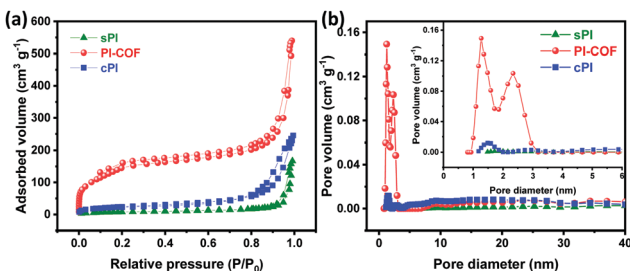 (a)
600
500
400
300
200
100
0
Adsorbed volume (cm³ g⁻¹)
sPI
PI-COF
cPI
0.0 0.2 0.4 0.6 0.8 1.0
Relative pressure (P/P₀)
(b)
0.16
0.12
0.08
0.04
0.00
Pore volume (cm³ g⁻¹)
sPI
PI-COF
cPI
0.16
0.12
0.08
0.04
0.00
Pore volume (cm³ g⁻¹)
0 1 2 3 4 5 6
Pore diameter (nm)
0 10 20 30 40
Pore diameter (nm)